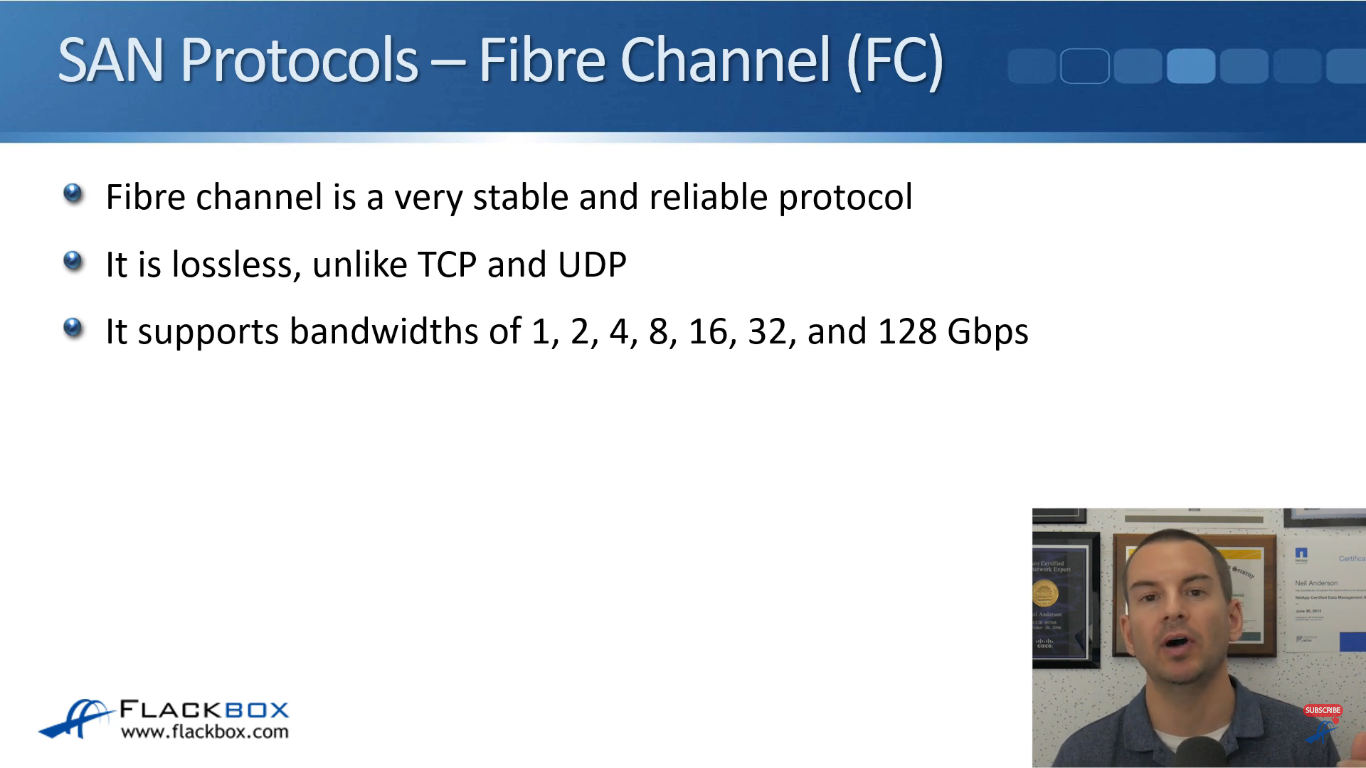 SAN Protocols – Fibre Channel (FC)
Fibre channel is a very stable and reliable protocol
It is lossless, unlike TCP and UDP
It supports bandwidths of 1, 2, 4, 8, 16, 32, and 128 Gbps
Neil Anderson
SUBSCRIBE
FLACKBOX
www.flackbox.com